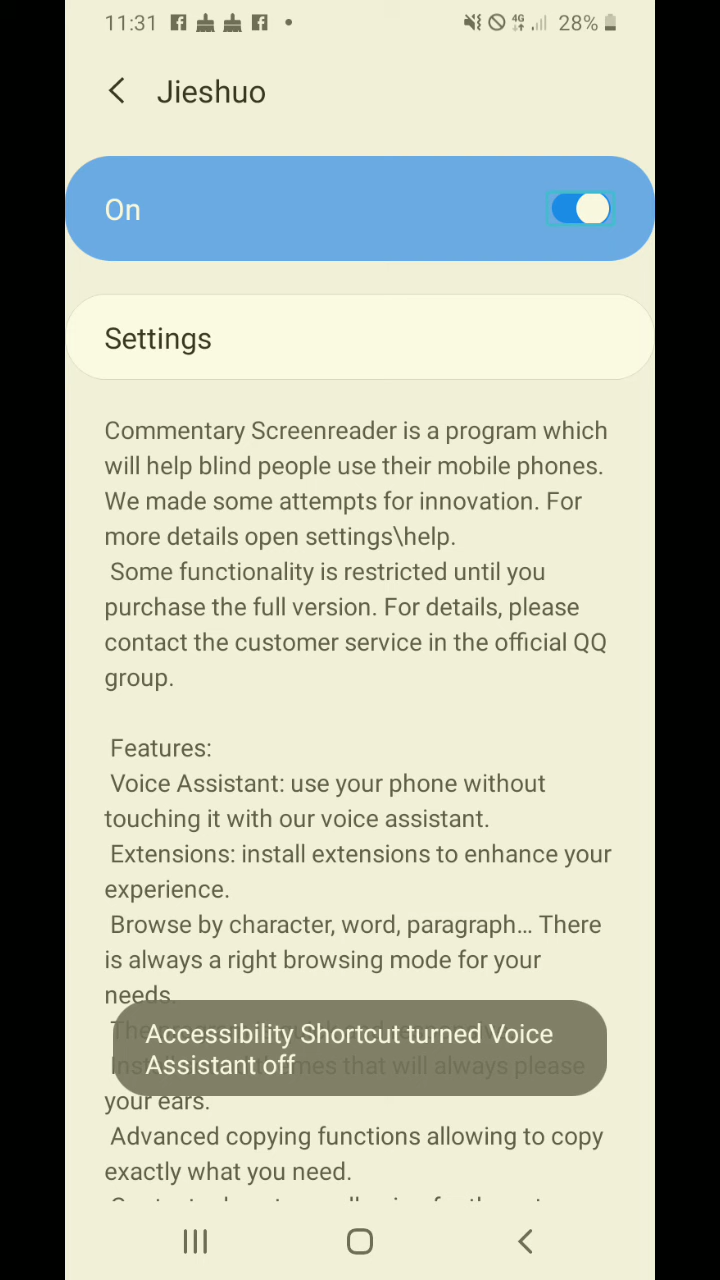 11:31
4G
28%
Jieshuo
On
Settings
Commentary Screenreader is a program which
will help blind people use their mobile phones.
We made some attempts for innovation. For
more details open settings\help.
Some functionality is restricted until you
purchase the full version. For details, please
contact the customer service in the official QQ
group.
Features:
Voice Assistant: use your phone without
touching it with our voice assistant.
Extensions: install extensions to enhance your
experience.
Browse by character, word, paragraph... There
is always a right browsing mode for your
needs.
Accessibility Shortcut turned Voice
Assistant off
that will always please
your ears.
Advanced copying functions allowing to copy
exactly what you need.